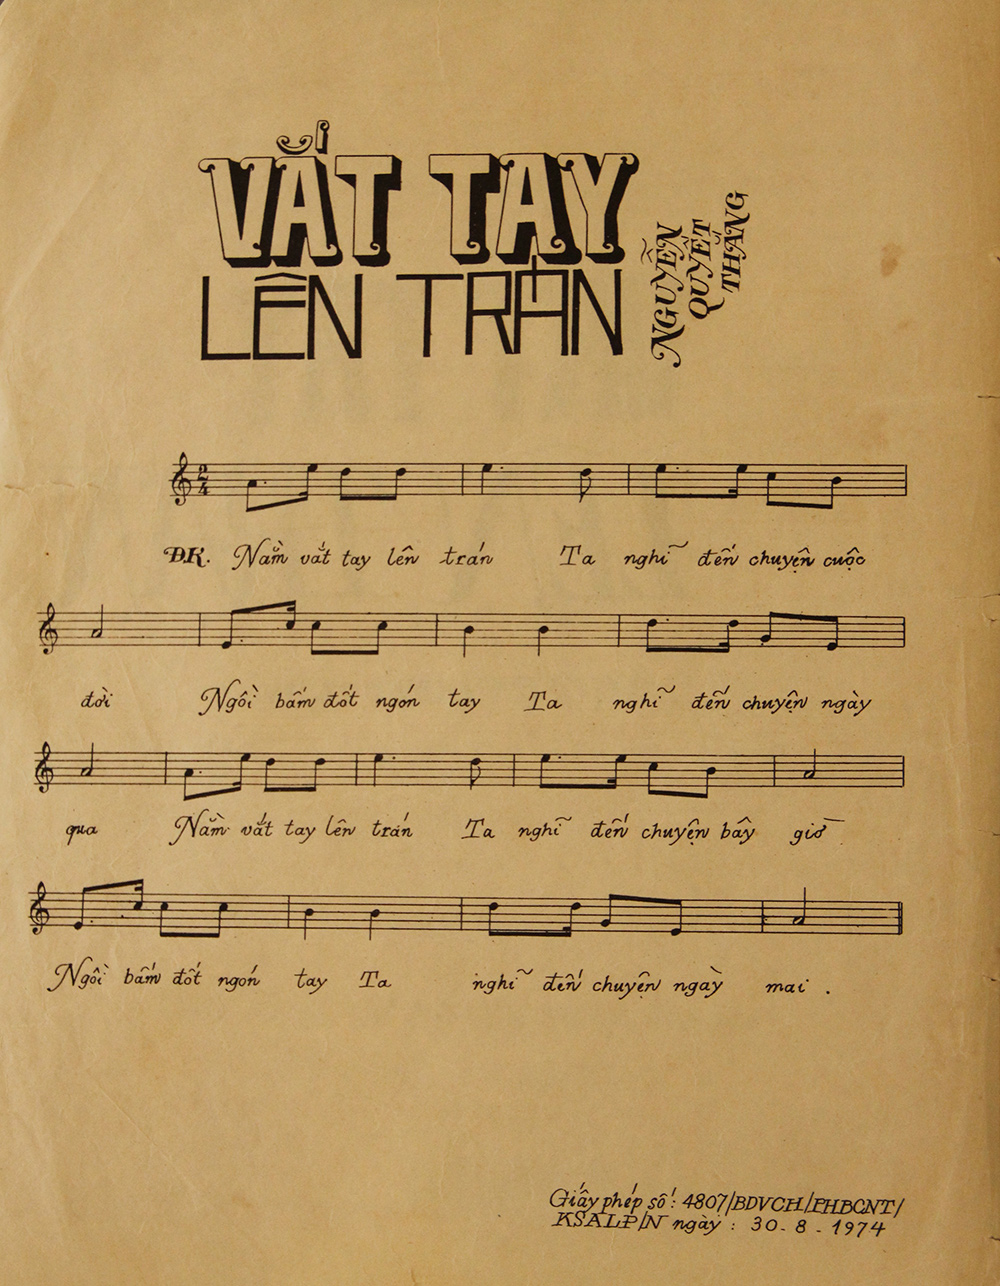 VẮT TAY
LÊN TRÁN
NGUYỄN
QUYẾT
THẮNG
2
4
ĐK. Nằm vắt tay lên trán Ta nghĩ đến chuyện cuộc
đời Ngồi bấm đốt ngón tay Ta nghĩ đến chuyện ngày
qua Nằm vắt tay lên trán Ta nghĩ đến chuyện bây giờ
Ngồi bấm đốt ngón tay Ta nghĩ đến chuyện ngày mai .
Giấy phép số : 4807/BDVCH/PHBCNT/
KSALP/N ngày : 30 - 8 - 1974